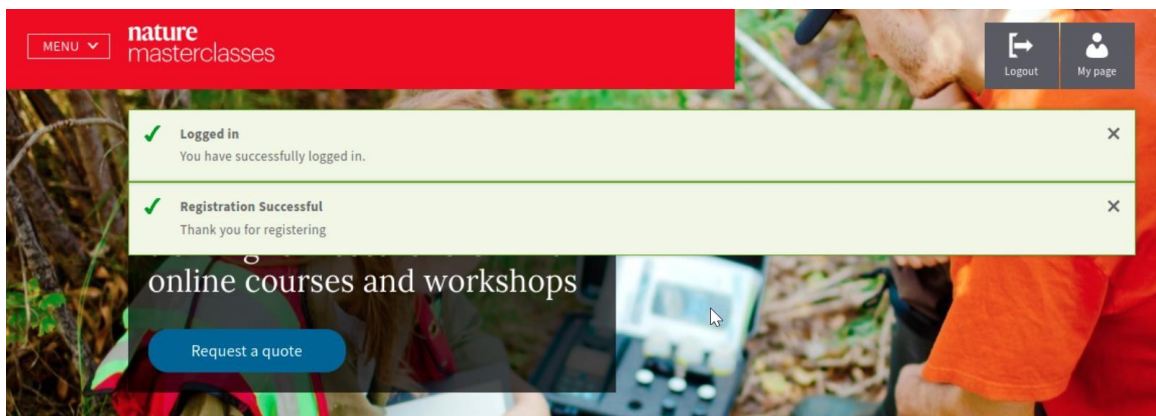 MENU
nature
masterclasses
Logout
My page
Logged in
You have successfully logged in.
Registration Successful
Thank you for registering
online courses and workshops
Request a quote